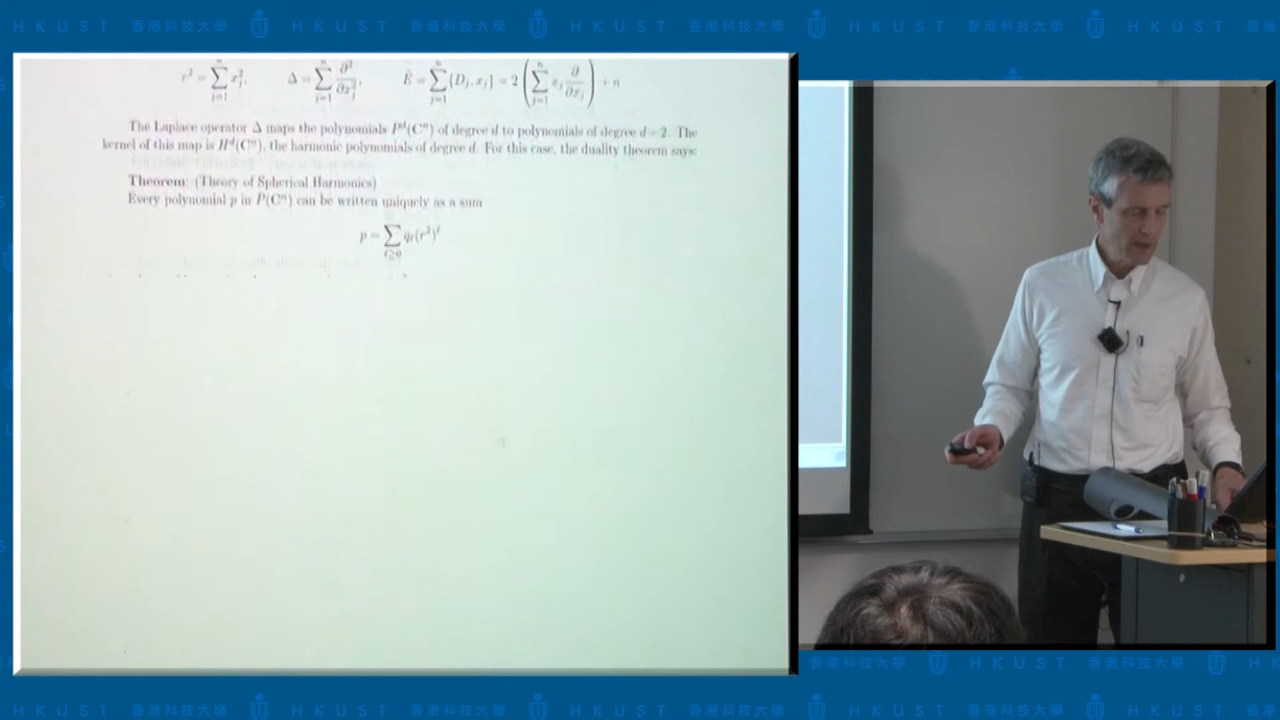 HKUST 香港科技大學 HKUST 香港科技大學 HKUST 香港科技大學 HKUST 香港科技大學 HKUST
r² = ∑_{j=1}^{n} x_j², Δ = ∑_{j=1}^{n} ∂²/∂x_j², Ẽ = ∑_{j=1}^{n} {D_j, x_j} = 2 (∑_{j=1}^{n} x_j ∂/∂x_j) + n
The Laplace operator Δ maps the polynomials P^d(C^n) of degree d to polynomials of degree d − 2. The
kernel of this map is H^d(C^n), the harmonic polynomials of degree d. For this case, the duality theorem says:
Theorem: (Theory of Spherical Harmonics)
Every polynomial p in P(C^n) can be written uniquely as a sum
p = ∑_{ℓ≥0} q_ℓ(r²)^ℓ
香港科技大學 HKUST 香港科技大學 HKUST
HKUST 香港科技大學 HKUST 香港科技大學 HKUST 香港科技大學 HKUST 香港科技大學 HKUST